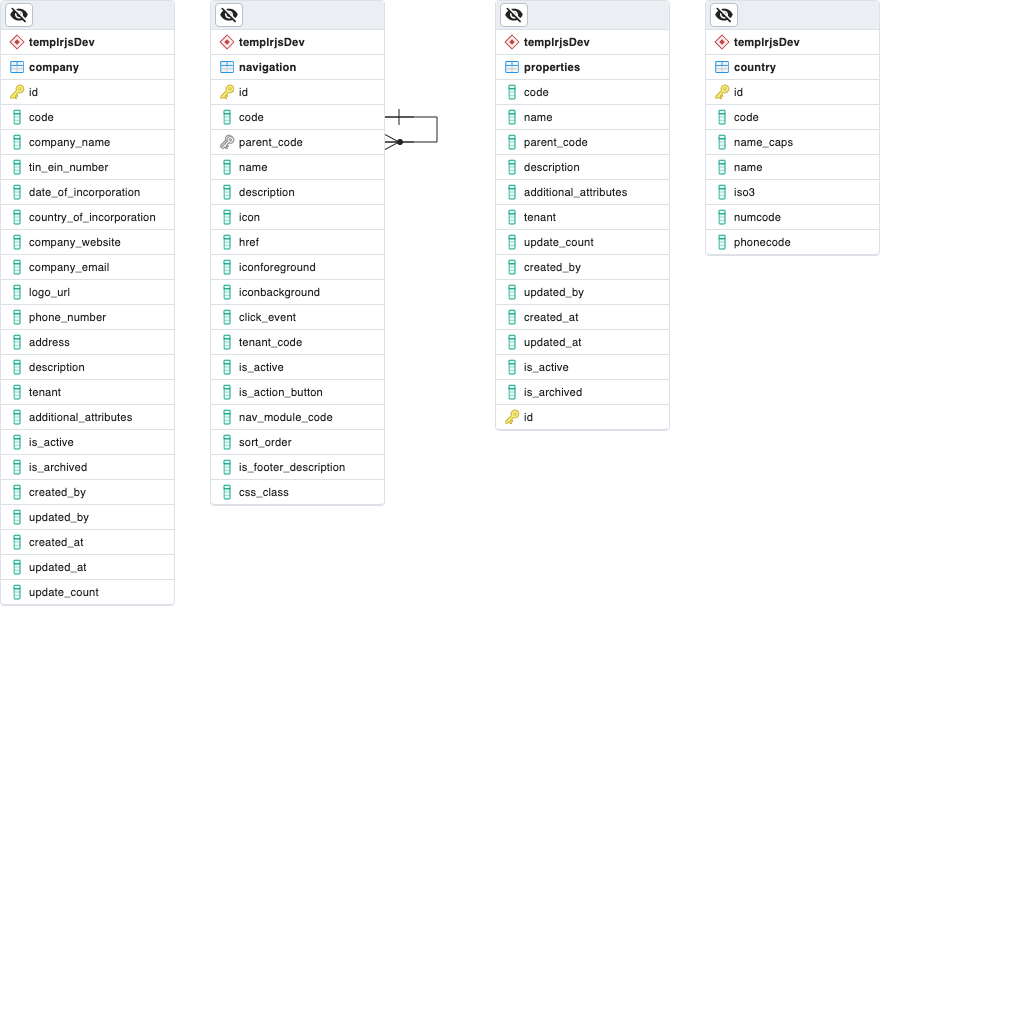 templrjsDev
company
id
code
company_name
tin_ein_number
date_of_incorporation
country_of_incorporation
company_website
company_email
logo_url
phone_number
address
description
tenant
additional_attributes
is_active
is_archived
created_by
updated_by
created_at
updated_at
update_count
templrjsDev
navigation
id
code
parent_code
name
description
icon
href
iconforeground
iconbackground
click_event
tenant_code
is_active
is_action_button
nav_module_code
sort_order
is_footer_description
css_class
templrjsDev
properties
code
name
parent_code
description
additional_attributes
tenant
update_count
created_by
updated_by
created_at
updated_at
is_active
is_archived
id
templrjsDev
country
id
code
name_caps
name
iso3
numcode
phonecode